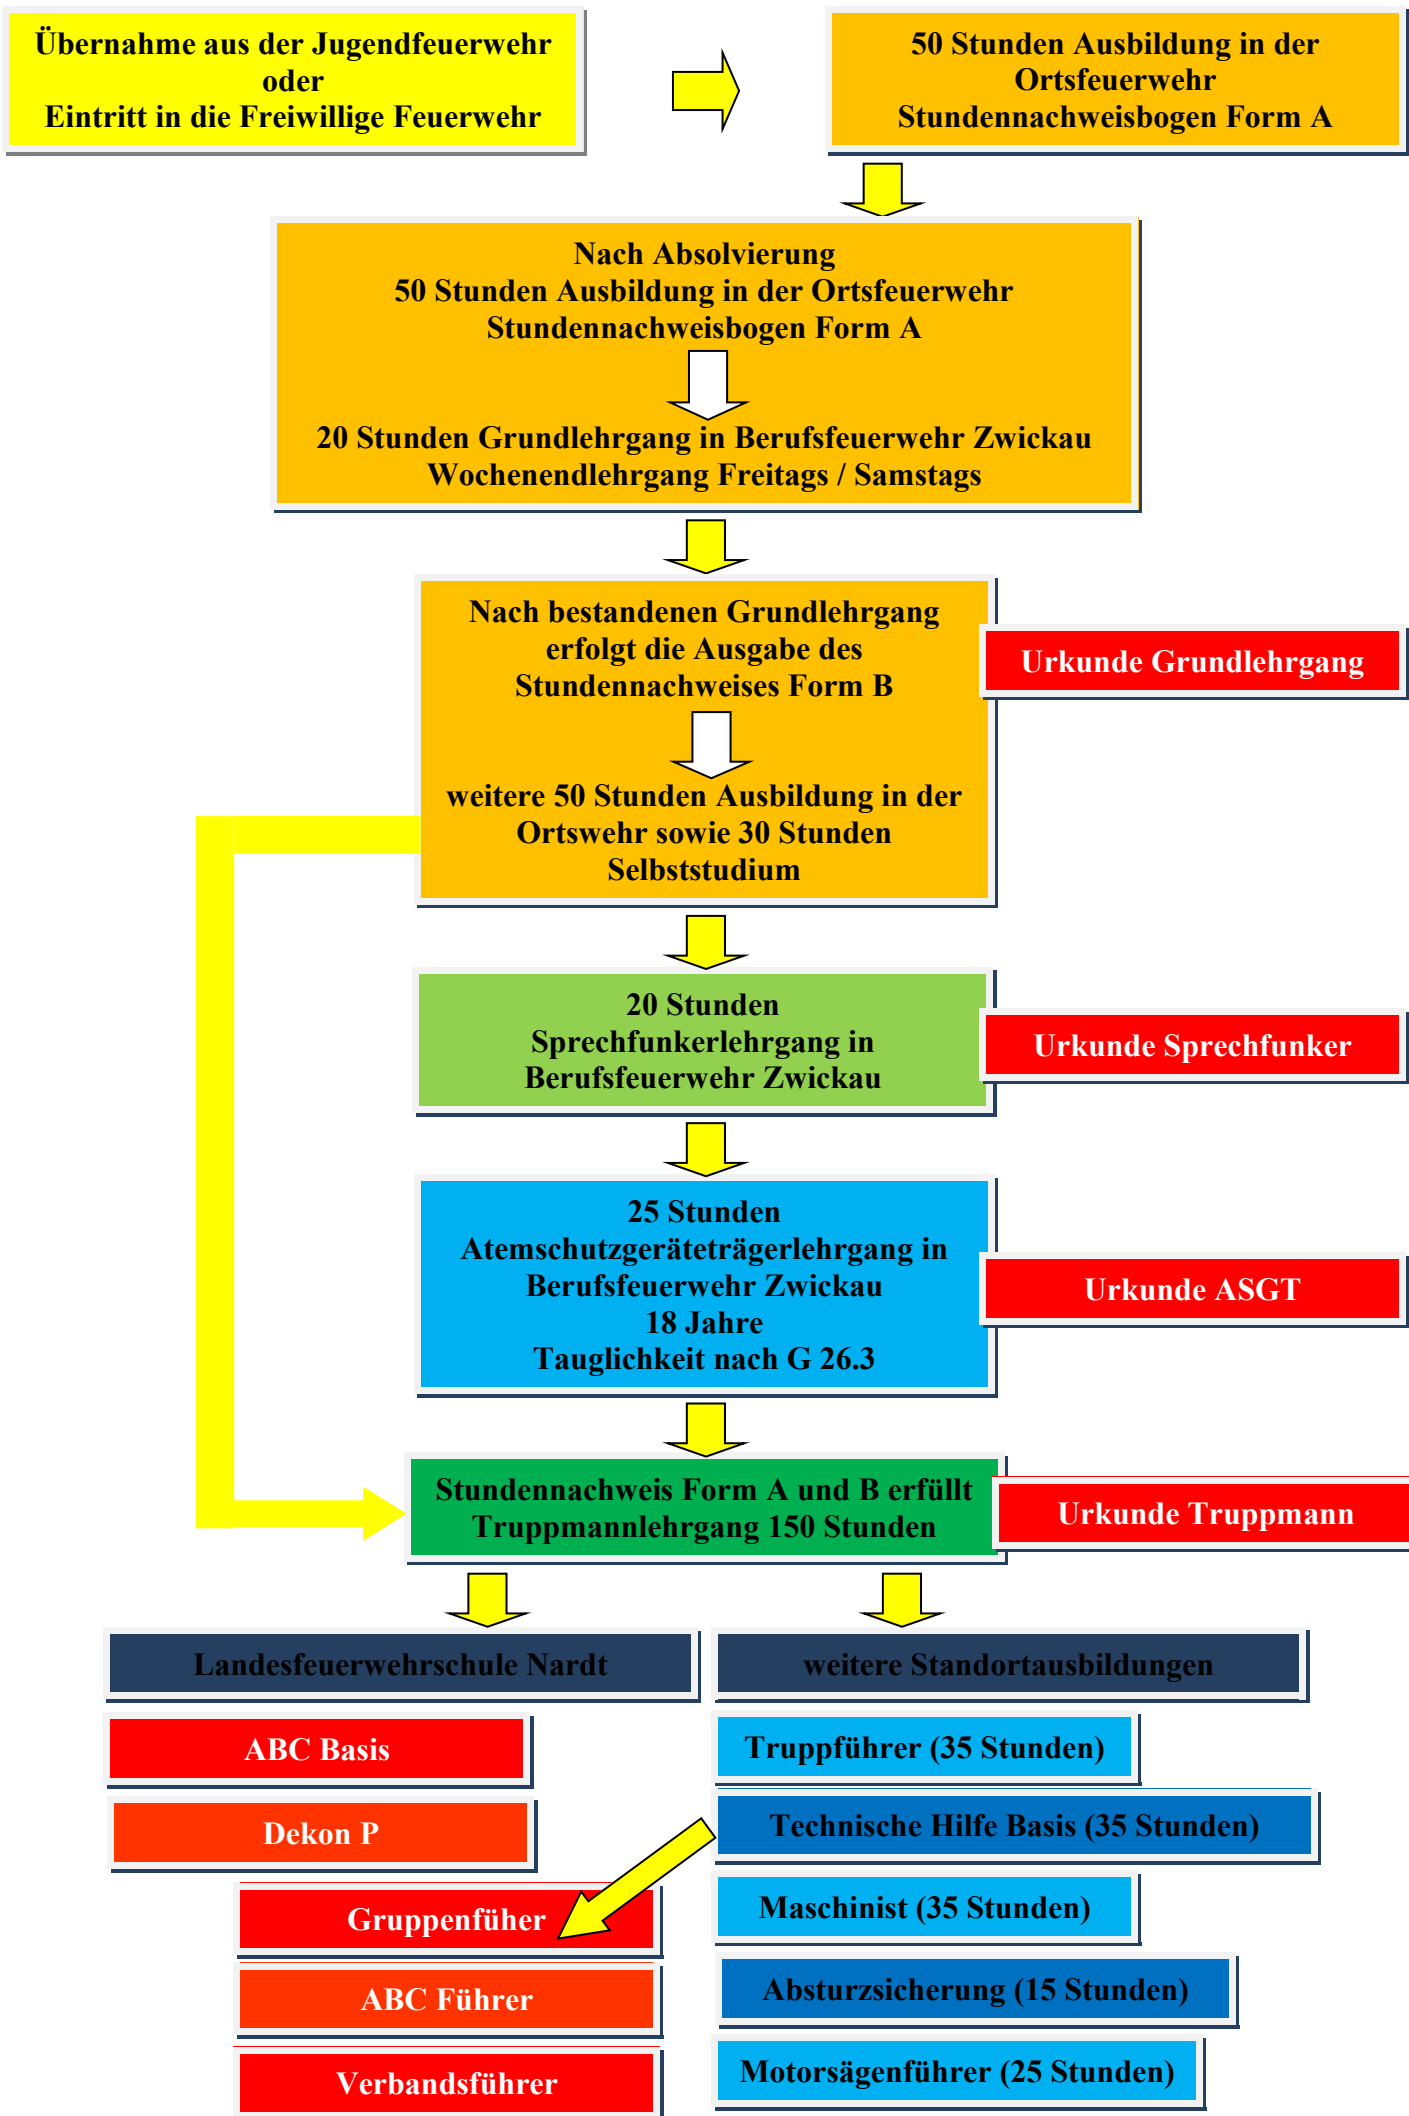 Übernahme aus der Jugendfeuerwehr
oder
Eintritt in die Freiwillige Feuerwehr
50 Stunden Ausbildung in der
Ortsfeuerwehr
Stundennachweisbogen Form A
Nach Absolvierung
50 Stunden Ausbildung in der Ortsfeuerwehr
Stundennachweisbogen Form A
20 Stunden Grundlehrgang in Berufsfeuerwehr Zwickau
Wochenendlehrgang Freitags / Samstags
Nach bestandenen Grundlehrgang
erfolgt die Ausgabe des
Stundennachweises Form B
weitere 50 Stunden Ausbildung in der
Ortswehr sowie 30 Stunden
Selbststudium
Urkunde Grundlehrgang
20 Stunden
Sprechfunkerlehrgang in
Berufsfeuerwehr Zwickau
Urkunde Sprechfunker
25 Stunden
Atemschutzgeräteträgerlehrgang in
Berufsfeuerwehr Zwickau
18 Jahre
Tauglichkeit nach G 26.3
Urkunde ASGT
Stundennachweis Form A und B erfüllt
Truppmannlehrgang 150 Stunden
Urkunde Truppmann
Landesfeuerwehrschule Nardt
ABC Basis
Dekon P
Gruppenfüher
ABC Führer
Verbandsführer
weitere Standortausbildungen
Truppführer (35 Stunden)
Technische Hilfe Basis (35 Stunden)
Maschinist (35 Stunden)
Absturzsicherung (15 Stunden)
Motorsägenführer (25 Stunden)